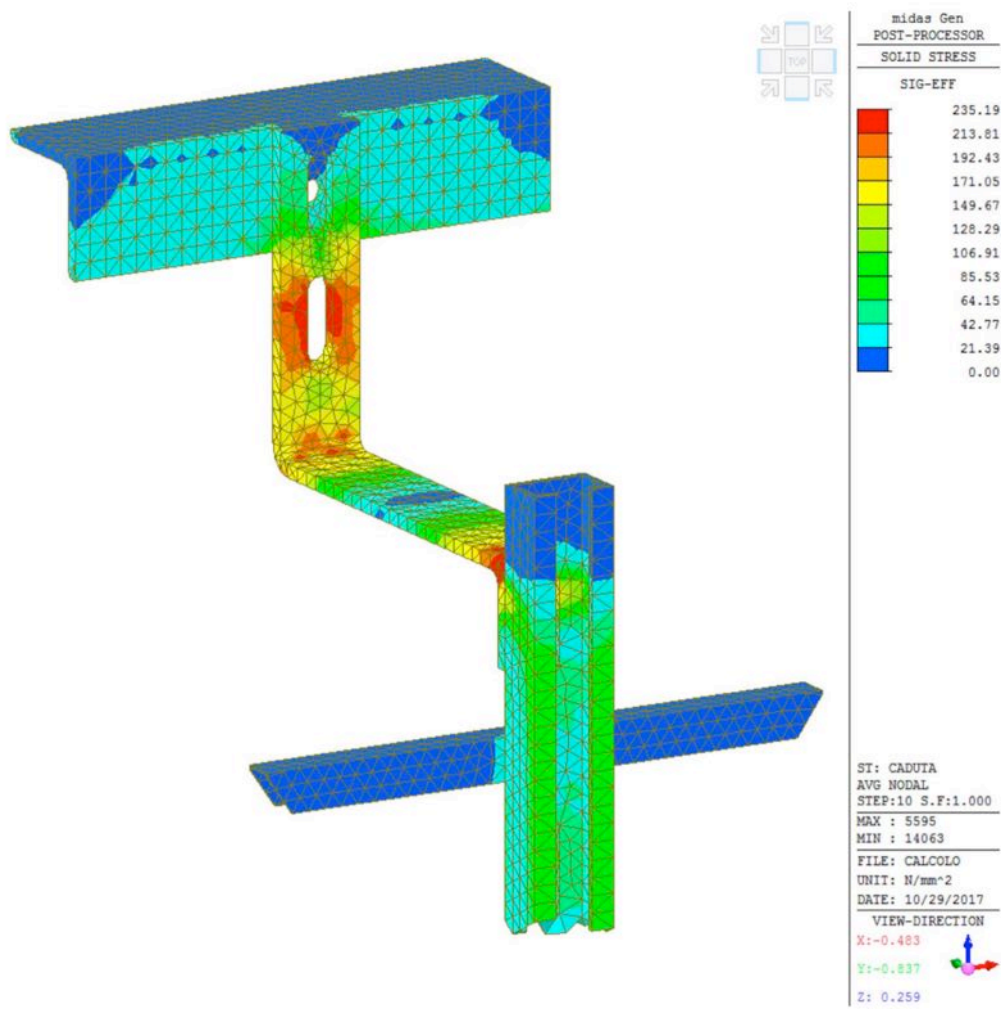 midas Gen
POST-PROCESSOR
SOLID STRESS
SIG-EFF
235.19
213.81
192.43
171.05
149.67
128.29
106.91
85.53
64.15
42.77
21.39
0.00
TOP
ST: CADUTA
AVG NODAL
STEP:10 S.F:1.000
MAX : 5595
MIN : 14063
FILE: CALCOLO
UNIT: N/mm^2
DATE: 10/29/2017
VIEW-DIRECTION
X:-0.483
Y:-0.837
Z: 0.259